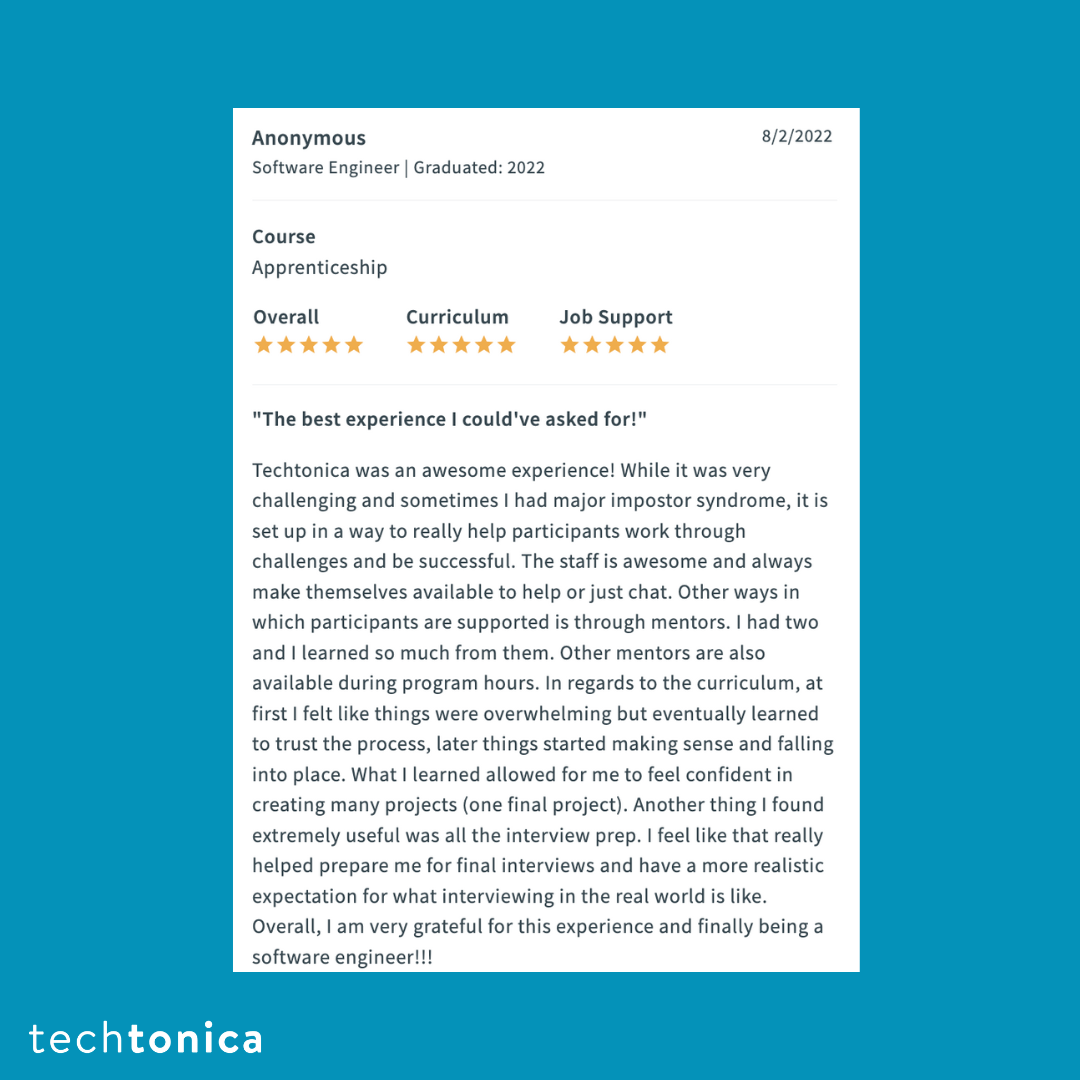 Anonymous
8/2/2022
Software Engineer | Graduated: 2022
Course
Apprenticeship
Overall
Curriculum
Job Support
"The best experience I could've asked for!"
Techtonica was an awesome experience! While it was very
challenging and sometimes I had major impostor syndrome, it is
set up in a way to really help participants work through
challenges and be successful. The staff is awesome and always
make themselves available to help or just chat. Other ways in
which participants are supported is through mentors. I had two
and I learned so much from them. Other mentors are also
available during program hours. In regards to the curriculum, at
first I felt like things were overwhelming but eventually learned
to trust the process, later things started making sense and falling
into place. What I learned allowed for me to feel confident in
creating many projects (one final project). Another thing I found
extremely useful was all the interview prep. I feel like that really
helped prepare me for final interviews and have a more realistic
expectation for what interviewing in the real world is like.
Overall, I am very grateful for this experience and finally being a
software engineer!!!
techtonica